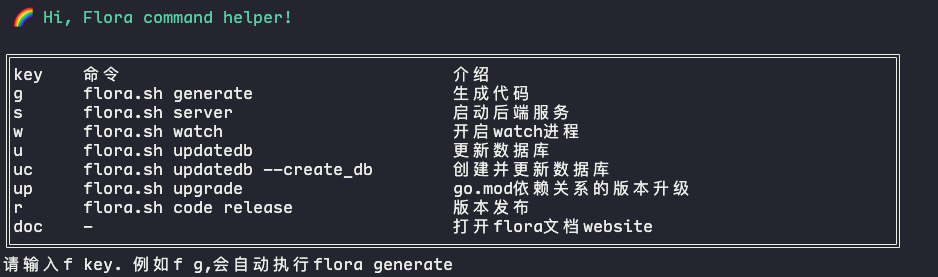 🌈 Hi, Flora command helper!
key 命令 介绍
g flora.sh generate 生成代码
s flora.sh server 启动后端服务
w flora.sh watch 开启watch进程
u flora.sh updatedb 更新数据库
uc flora.sh updatedb --create_db 创建并更新数据库
up flora.sh upgrade go.mod依赖关系的版本升级
r flora.sh code release 版本发布
doc - 打开flora文档website
请输入f key. 例如f g,会自动执行flora generate